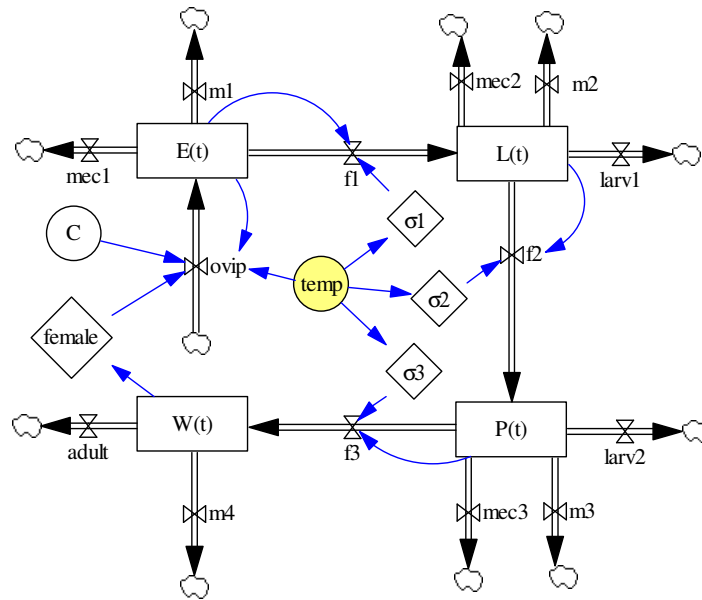 m1
mec2
m2
E(t)
L(t)
mec1
f1
larv1
σ1
C
ovip
f2
temp
σ2
female
σ3
W(t)
P(t)
adult
f3
larv2
m4
mec3
m3